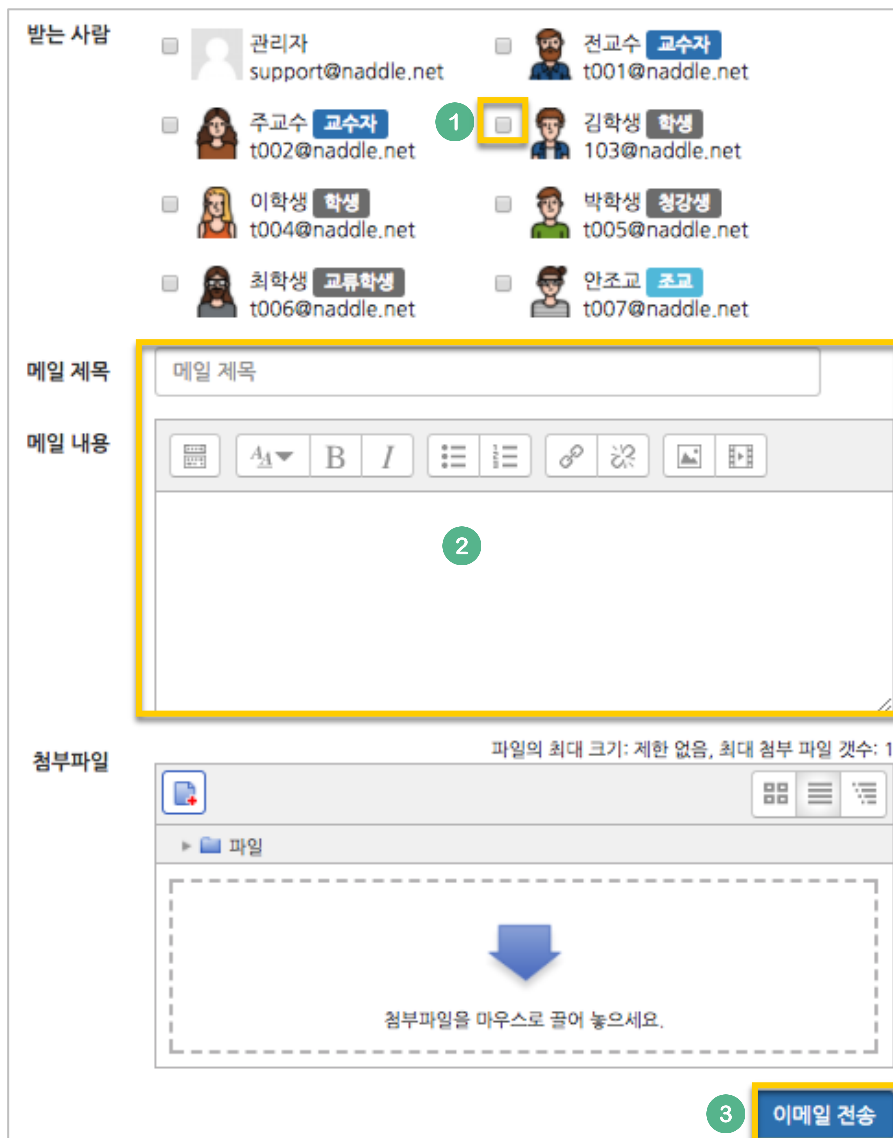 받는 사람
관리자
support@naddle.net
전교수 교수자
t001@naddle.net
주교수 교수자
t002@naddle.net
1
김학생 학생
103@naddle.net
이학생 학생
t004@naddle.net
박학생 청강생
t005@naddle.net
최학생 교류학생
t006@naddle.net
안조교 조교
t007@naddle.net
메일 제목
메일 제목
메일 내용
B I
2
파일의 최대 크기: 제한 없음, 최대 첨부 파일 갯수: 1
첨부파일
파일
첨부파일을 마우스로 끌어 놓으세요.
3 이메일 전송